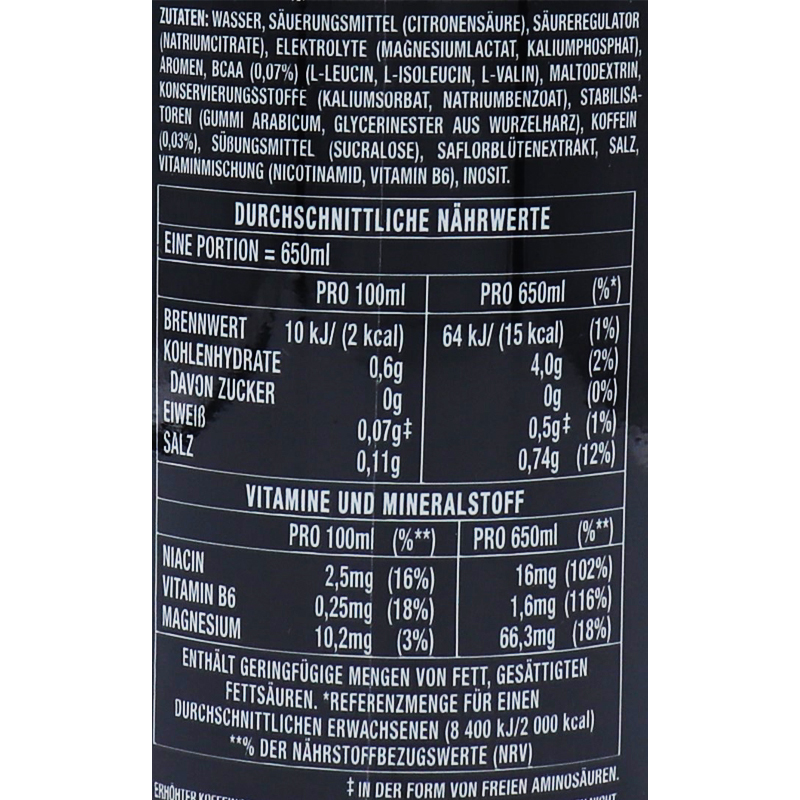 ZUTATEN: WASSER, SÄUERUNGSMITTEL (CITRONENSÄURE), SÄUREREGULATOR
(NATRIUMCITRATE), ELEKTROLYTE (MAGNESIUMLACTAT, KALIUMPHOSPHAT),
AROMEN, BCAA (0,07%) (L-LEUCIN, L-ISOLEUCIN, L-VALIN), MALTODEXTRIN,
KONSERVIERUNGSSTOFFE (KALIUMSORBAT, NATRIUMBENZOAT), STABILISA-
TOREN (GUMMI ARABICUM, GLYCERINESTER AUS WURZELHARZ), KOFFEIN
(0,03%), SÜßUNGSMITTEL (SUCRALOSE), SAFLORBLÜTENEXTRAKT, SALZ,
VITAMINMISCHUNG (NICOTINAMID, VITAMIN B6), INOSIT.
DURCHSCHNITTLICHE NÄHRWERTE
EINE PORTION = 650ml
PRO 100ml PRO 650ml (%*)
BRENNWERT 10 kJ/ (2 kcal) 64 kJ/ (15 kcal) (1%)
KOHLENHYDRATE 0,6g 4,0g (2%)
DAVON ZUCKER 0g 0g (0%)
EIWEIß 0,07g‡ 0,5g‡ (1%)
SALZ 0,11g 0,74g (12%)
VITAMINE UND MINERALSTOFF
PRO 100ml (%**) PRO 650ml (%**)
NIACIN 2,5mg (16%) 16mg (102%)
VITAMIN B6 0,25mg (18%) 1,6mg (116%)
MAGNESIUM 10,2mg (3%) 66,3mg (18%)
ENTHÄLT GERINGFÜGIGE MENGEN VON FETT, GESÄTTIGTEN
FETTSÄUREN. *REFERENZMENGE FÜR EINEN
DURCHSCHNITTLICHEN ERWACHSENEN (8 400 kJ/2 000 kcal)
**% DER NÄHRSTOFFBEZUGSWERTE (NRV)
‡ IN DER FORM VON FREIEN AMINOSÄUREN.
ERHÖHTER